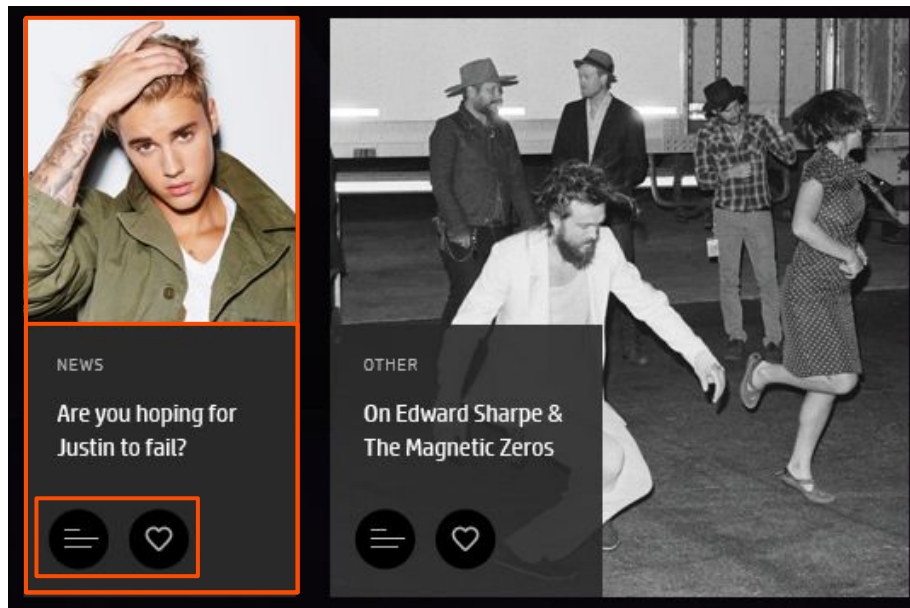 NEWS
Are you hoping for
Justin to fail?
OTHER
On Edward Sharpe &
The Magnetic Zeros